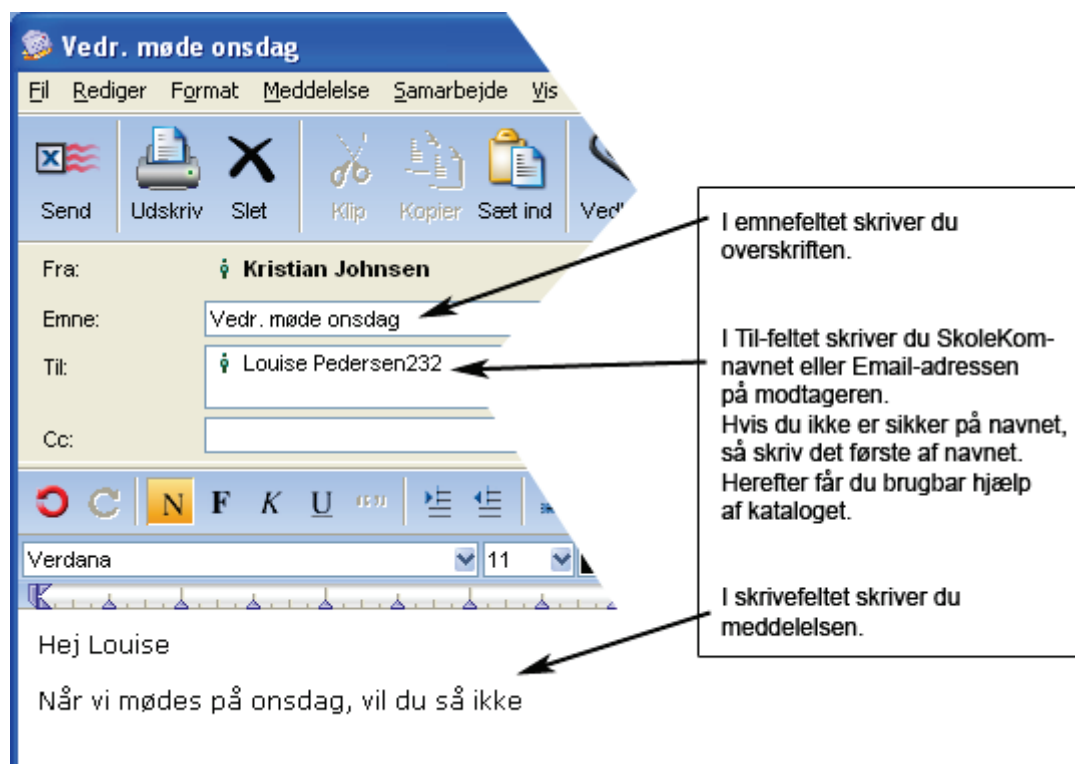 Vedr. møde onsdag
Fil Rediger Format Meddelelse Samarbejde Vis
Send Udskriv Slet Klip Kopier Sæt ind
Fra: Kristian Johnsen
Emne: Vedr. møde onsdag
Til: Louise Pedersen232
Cc:
N F K U
Verdana 11
Hej Louise
Når vi mødes på onsdag, vil du så ikke
I emnefeltet skriver du
overskriften.
I Til-feltet skriver du SkoleKom-
navnet eller Email-adressen
på modtageren.
Hvis du ikke er sikker på navnet,
så skriv det første af navnet.
Herefter får du brugbar hjælp
af kataloget.
I skrivefeltet skriver du
meddelelsen.